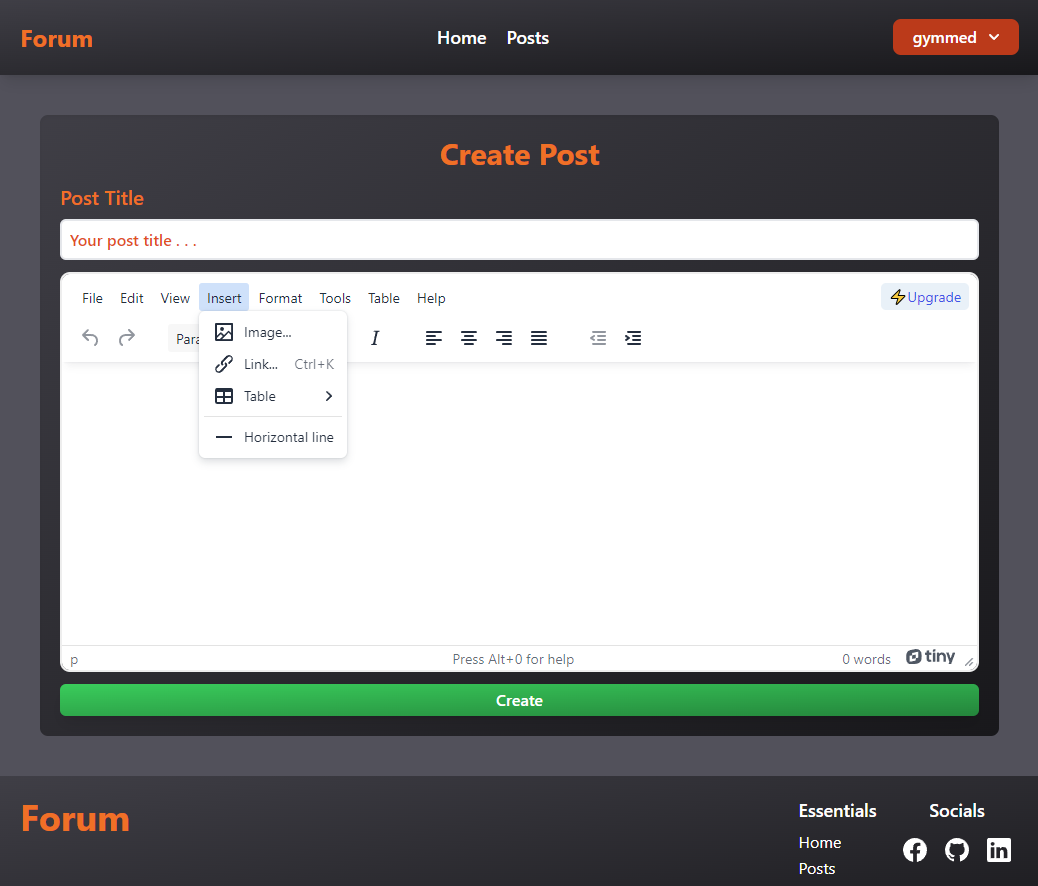 Forum Home Posts gymmed
Create Post
Post Title
Your post title . . .
File Edit View Insert Format Tools Table Help ⚡Upgrade
Para I
Image...
Link... Ctrl+K
Table
Horizontal line
p Press Alt+0 for help 0 words tiny
Create
Forum Essentials Socials
Home
Posts